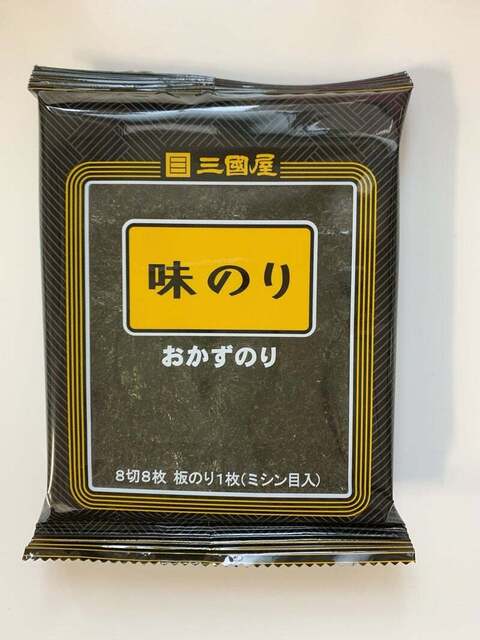 三國屋
味のり
おかずのり
8切8枚 板のり1枚(ミシン目入)